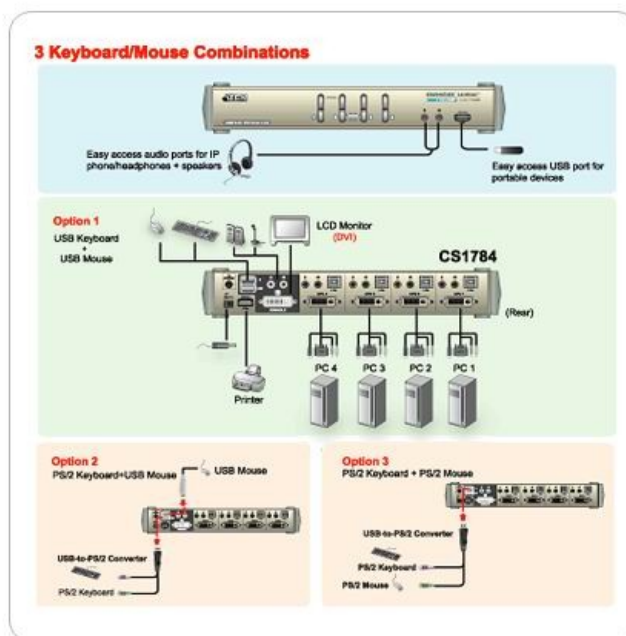 3 Keyboard/Mouse Combinations
ATEN
Easy access audio ports for IP
phone/headphones + speakers
Easy access USB port for
portable devices
Option 1
USB Keyboard
+
USB Mouse
LCD Monitor
(DVI)
CS1784
(Rear)
PC 4
PC 3
PC 2
PC 1
Printer
Option 2
PS/2 Keyboard+USB Mouse
USB Mouse
USB-to-PS/2 Converter
PS/2 Keyboard
Option 3
PS/2 Keyboard + PS/2 Mouse
USB-to-PS/2 Converter
PS/2 Keyboard
PS/2 Mouse